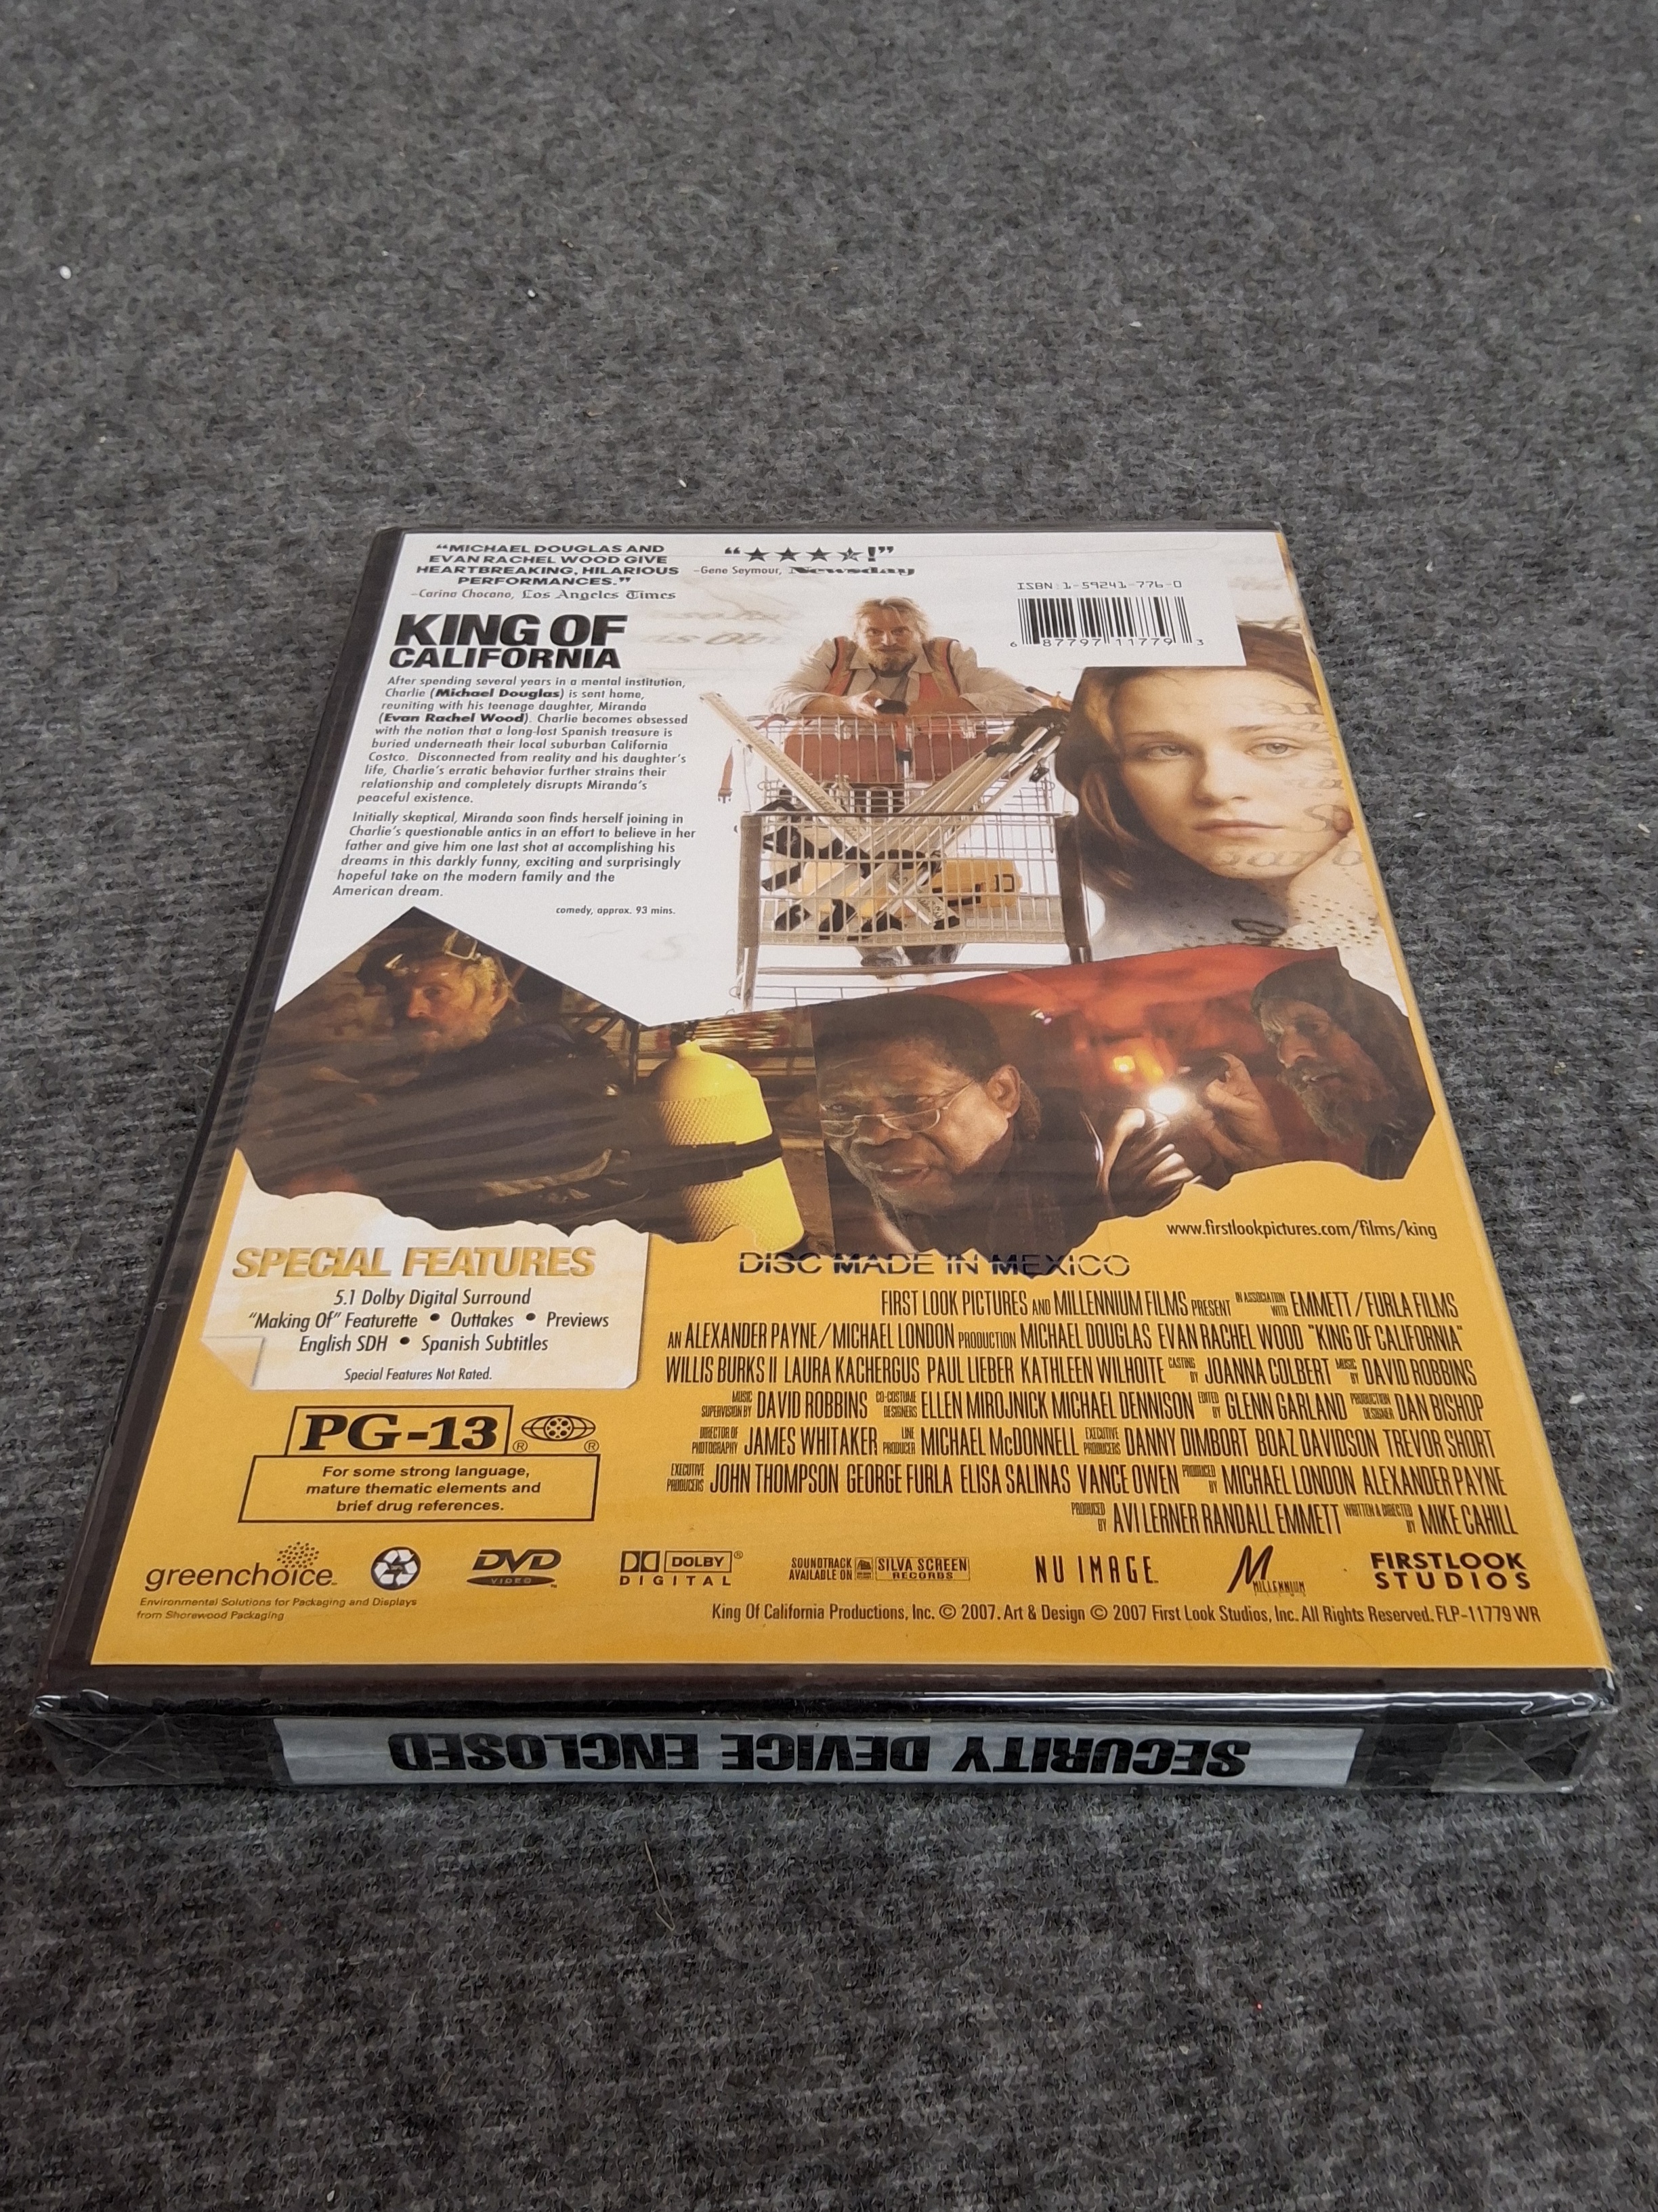 “MICHAEL DOUGLAS AND
EVAN RACHEL WOOD GIVE
HEARTBREAKING, HILARIOUS
PERFORMANCES.”
–Carina Chocano, Los Angeles Times
“★★★★!”
–Gene Seymour, Newsday
ISBN: 1-59241-776-0
6 87797 11779 3
KING OF
CALIFORNIA
After spending several years in a mental institution,
Charlie (Michael Douglas) is sent home,
reuniting with his teenage daughter, Miranda
(Evan Rachel Wood). Charlie becomes obsessed
with the notion that a long-lost Spanish treasure is
buried underneath their local suburban California
Costco. Disconnected from reality and his daughter's
life, Charlie's erratic behavior further strains their
relationship and completely disrupts Miranda's
peaceful existence.
Initially skeptical, Miranda soon finds herself joining in
Charlie's questionable antics in an effort to believe in her
father and give him one last shot at accomplishing his
dreams in this darkly funny, exciting and surprisingly
hopeful take on the modern family and the
American dream.
comedy, approx. 93 mins.
www.firstlookpictures.com/films/king
SPECIAL FEATURES
5.1 Dolby Digital Surround
“Making Of” Featurette • Outtakes • Previews
English SDH • Spanish Subtitles
Special Features Not Rated.
DISC MADE IN MEXICO
FIRST LOOK PICTURES AND MILLENNIUM FILMS PRESENT IN ASSOCIATION WITH EMMETT/FURLA FILMS
AN ALEXANDER PAYNE/MICHAEL LONDON PRODUCTION MICHAEL DOUGLAS EVAN RACHEL WOOD "KING OF CALIFORNIA"
WILLIS BURKS II LAURA KACHERGUS PAUL LIEBER KATHLEEN WILHOITE CASTING BY JOANNA COLBERT MUSIC BY DAVID ROBBINS
MUSIC SUPERVISION BY DAVID ROBBINS CO-COSTUME DESIGNERS ELLEN MIROJNICK MICHAEL DENNISON EDITED BY GLENN GARLAND PRODUCTION DESIGNER DAN BISHOP
DIRECTOR OF PHOTOGRAPHY JAMES WHITAKER LINE PRODUCER MICHAEL McDONNELL EXECUTIVE PRODUCERS DANNY DIMBORT BOAZ DAVIDSON TREVOR SHORT
EXECUTIVE PRODUCERS JOHN THOMPSON GEORGE FURLA ELISA SALINAS VANCE OWEN PRODUCED BY MICHAEL LONDON ALEXANDER PAYNE
PRODUCED BY AVI LERNER RANDALL EMMETT WRITTEN & DIRECTED BY MIKE CAHILL
PG-13 ® ®
For some strong language,
mature thematic elements and
brief drug references.
greenchoice
Environmental Solutions for Packaging and Displays
from Shorewood Packaging
DVD
VIDEO
DOLBY ®
DIGITAL
SOUNDTRACK
AVAILABLE ON
SILVA SCREEN
RECORDS
NU IMAGE
MILLENNIUM
FIRSTLOOK
STUDIOS
King Of California Productions, Inc. © 2007. Art & Design © 2007 First Look Studios, Inc. All Rights Reserved. FLP-11779 WR
SECURITY DEVICE ENCLOSED